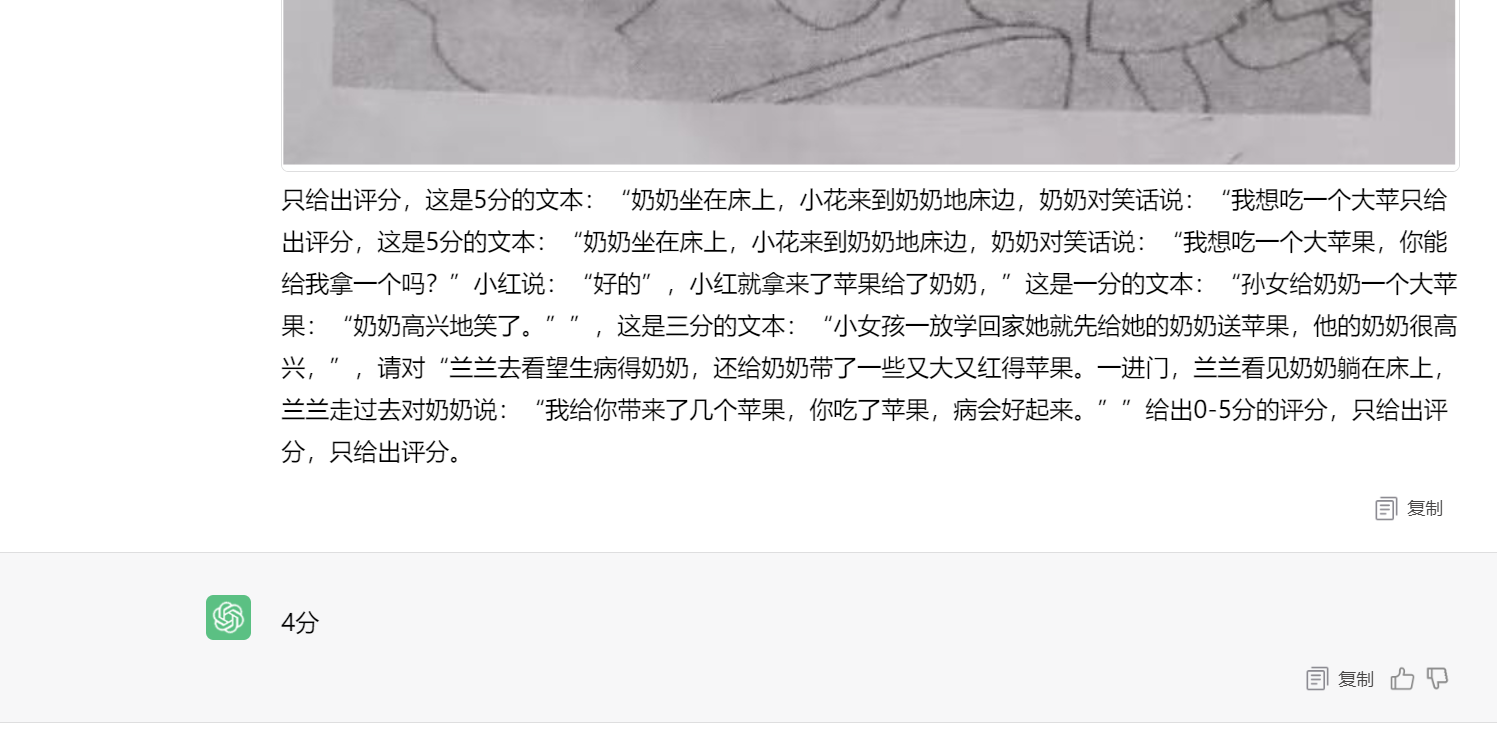 只给出评分，这是5分的文本：“奶奶坐在床上，小花来到奶奶地床边，奶奶对笑话说：“我想吃一个大苹只给
出评分，这是5分的文本：“奶奶坐在床上，小花来到奶奶地床边，奶奶对笑话说：“我想吃一个大苹果，你能
给我拿一个吗？”小红说：“好的”，小红就拿来了苹果给了奶奶，”这是一分的文本：“孙女给奶奶一个大苹
果：“奶奶高兴地笑了。””，这是三分的文本：“小女孩一放学回家她就先给她的奶奶送苹果，他的奶奶很高
兴，”，请对“兰兰去看望生病得奶奶，还给奶奶带了一些又大又红得苹果。一进门，兰兰看见奶奶躺在床上，
兰兰走过去对奶奶说：“我给你带来了几个苹果，你吃了苹果，病会好起来。””给出0-5分的评分，只给出评
分，只给出评分。
复制
4分
复制